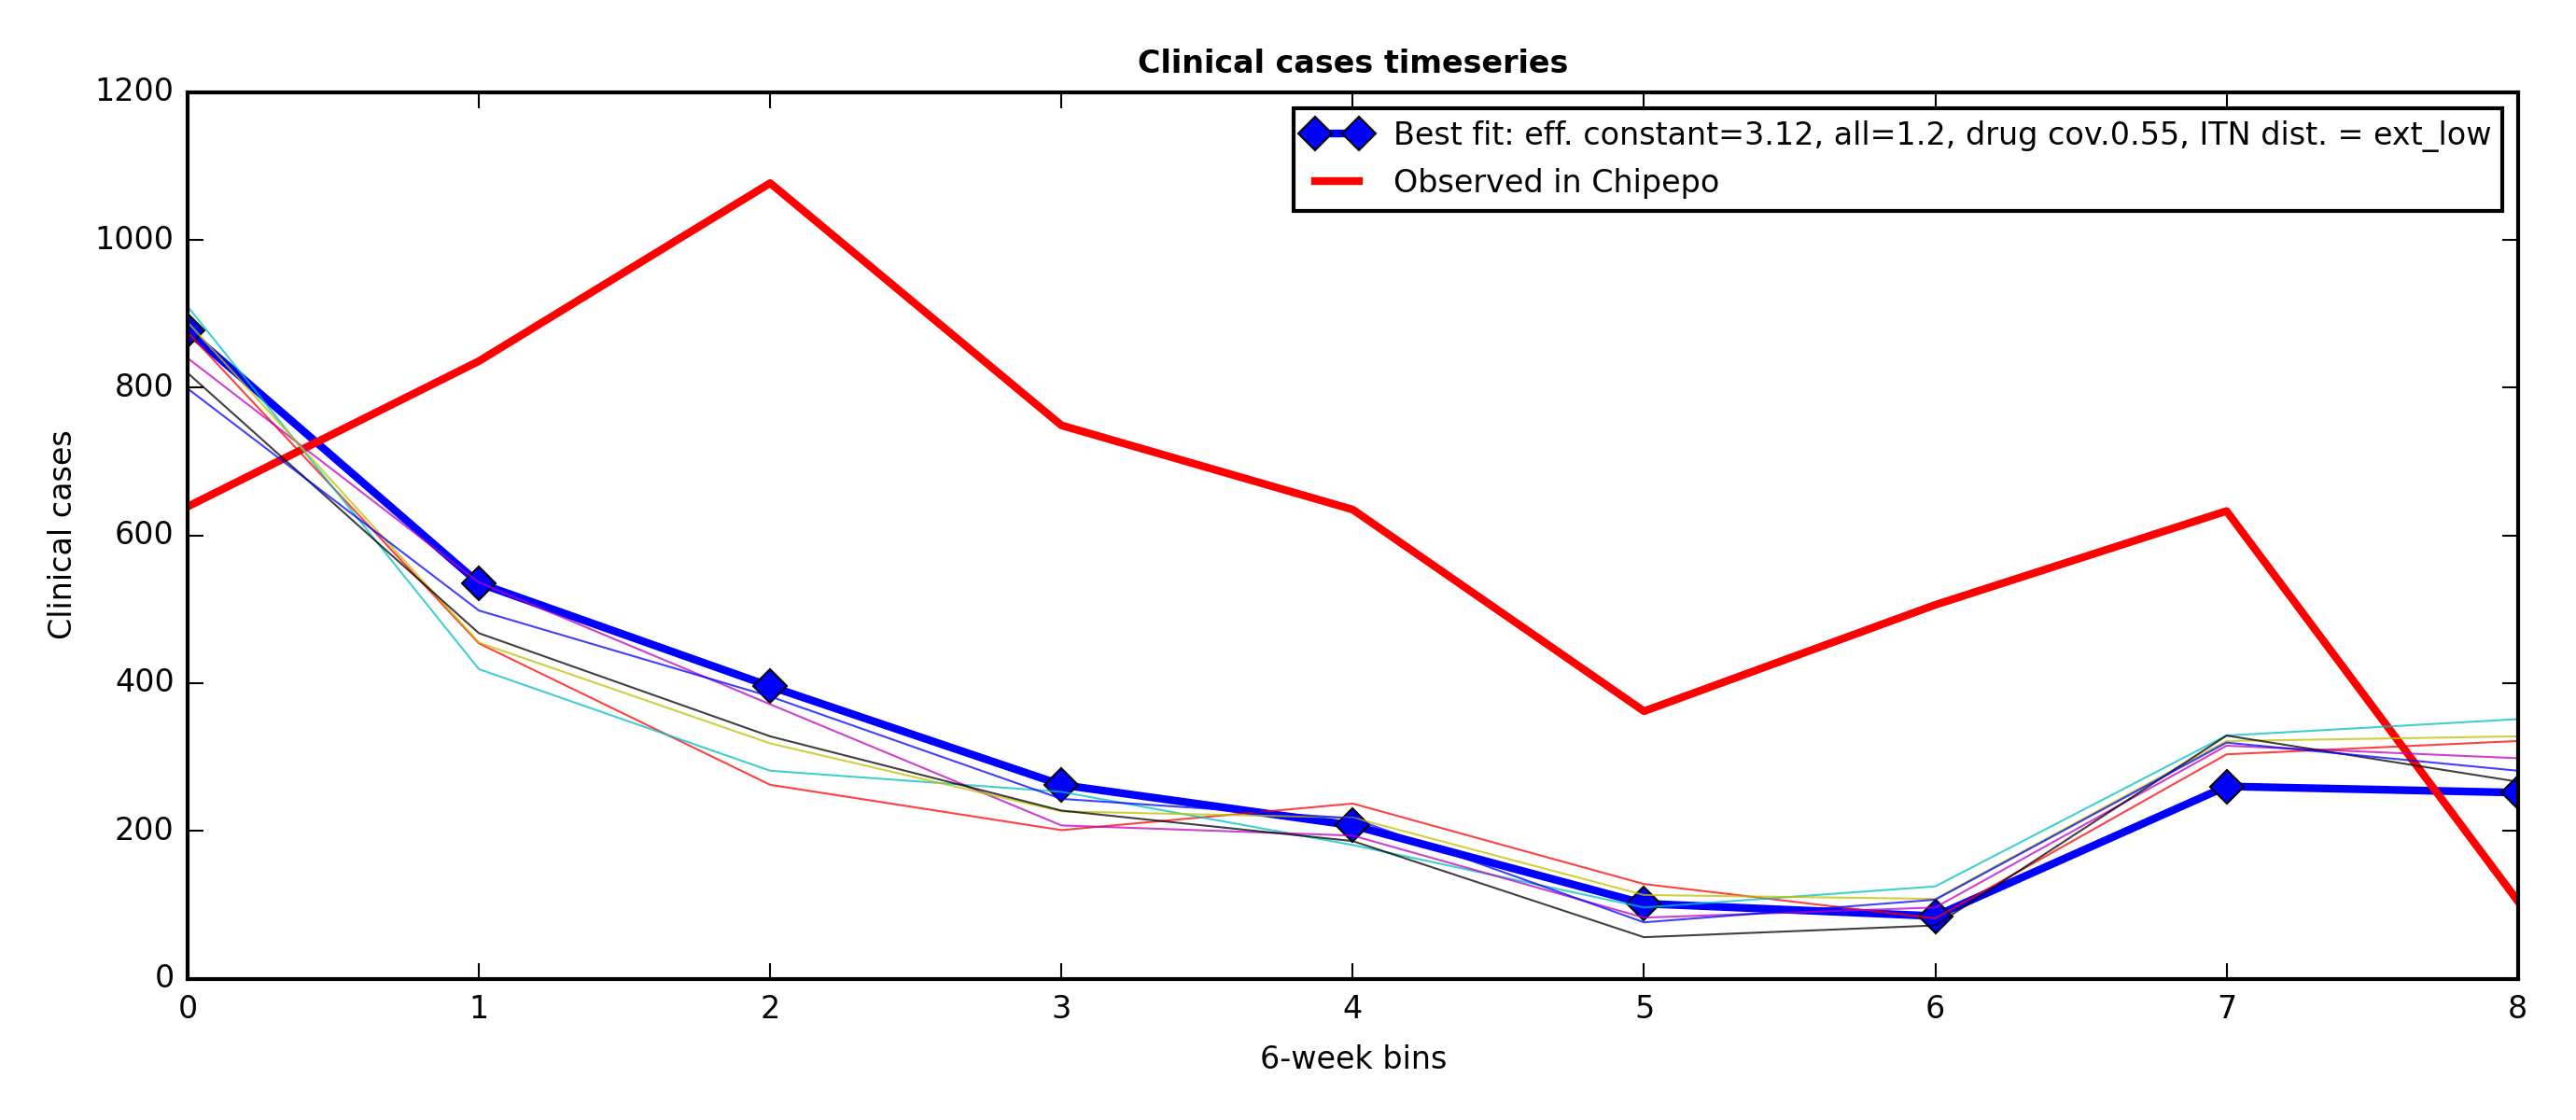 Clinical cases timeseries
1200
1000
800
600
400
200
0
Clinical cases
Best fit: eff. constant=3.12, all=1.2, drug cov.0.55, ITN dist. = ext_low
Observed in Chipepo
0 1 2 3 4 5 6 7 8
6-week bins